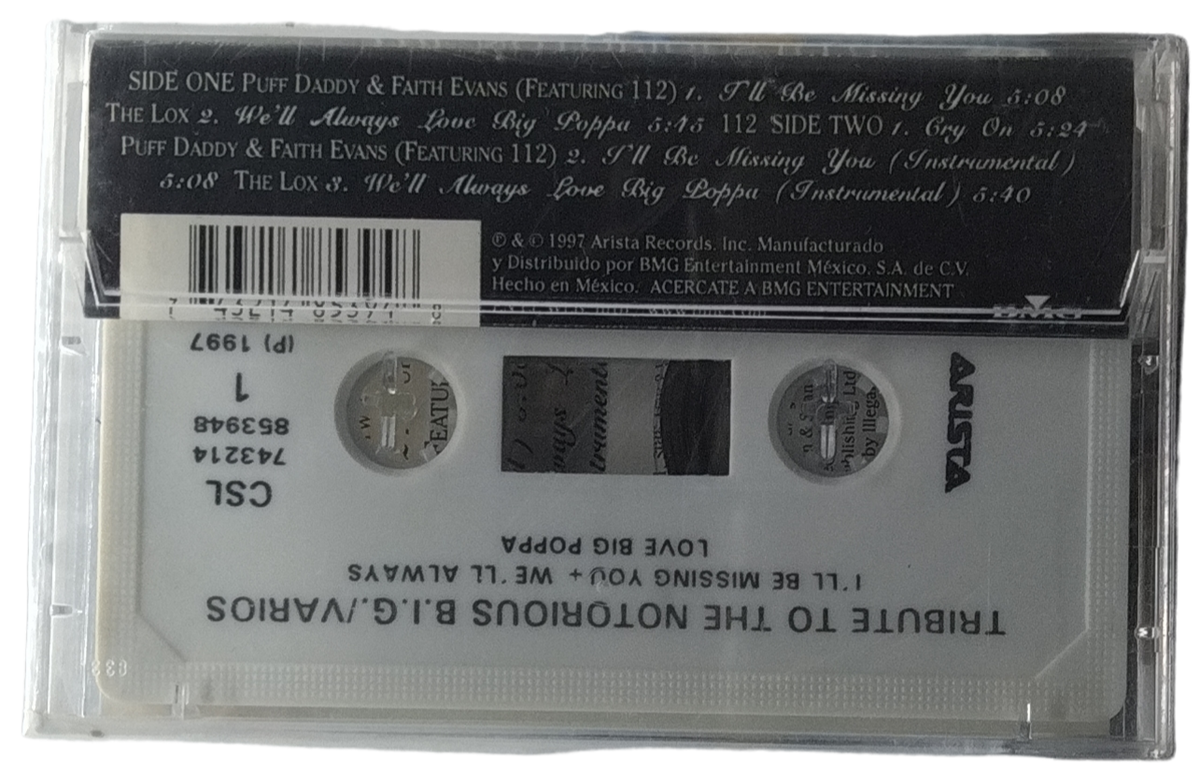 SIDE ONE PUFF DADDY & FAITH EVANS (FEATURING 112) 1. I'll Be Missing You 5:08
THE LOX 2. We'll Always Love Big Poppa 5:45 112 SIDE TWO 1. Cry On 5:24
PUFF DADDY & FAITH EVANS (FEATURING 112) 2. I'll Be Missing You (Instrumental)
5:08 THE LOX 3. We'll Always Love Big Poppa (Instrumental) 5:40
℗ & © 1997 Arista Records, Inc. Manufacturado
y Distribuido por BMG Entertainment México, S.A. de C.V.
Hecho en México. ACERCATE A BMG ENTERTAINMENT
BMG
ARISTA
TRIBUTE TO THE NOTORIOUS B.I.G./VARIOS
I'LL BE MISSING YOU + WE'LL ALWAYS
LOVE BIG POPPA
CSL
743214
853948
1
(P) 1997